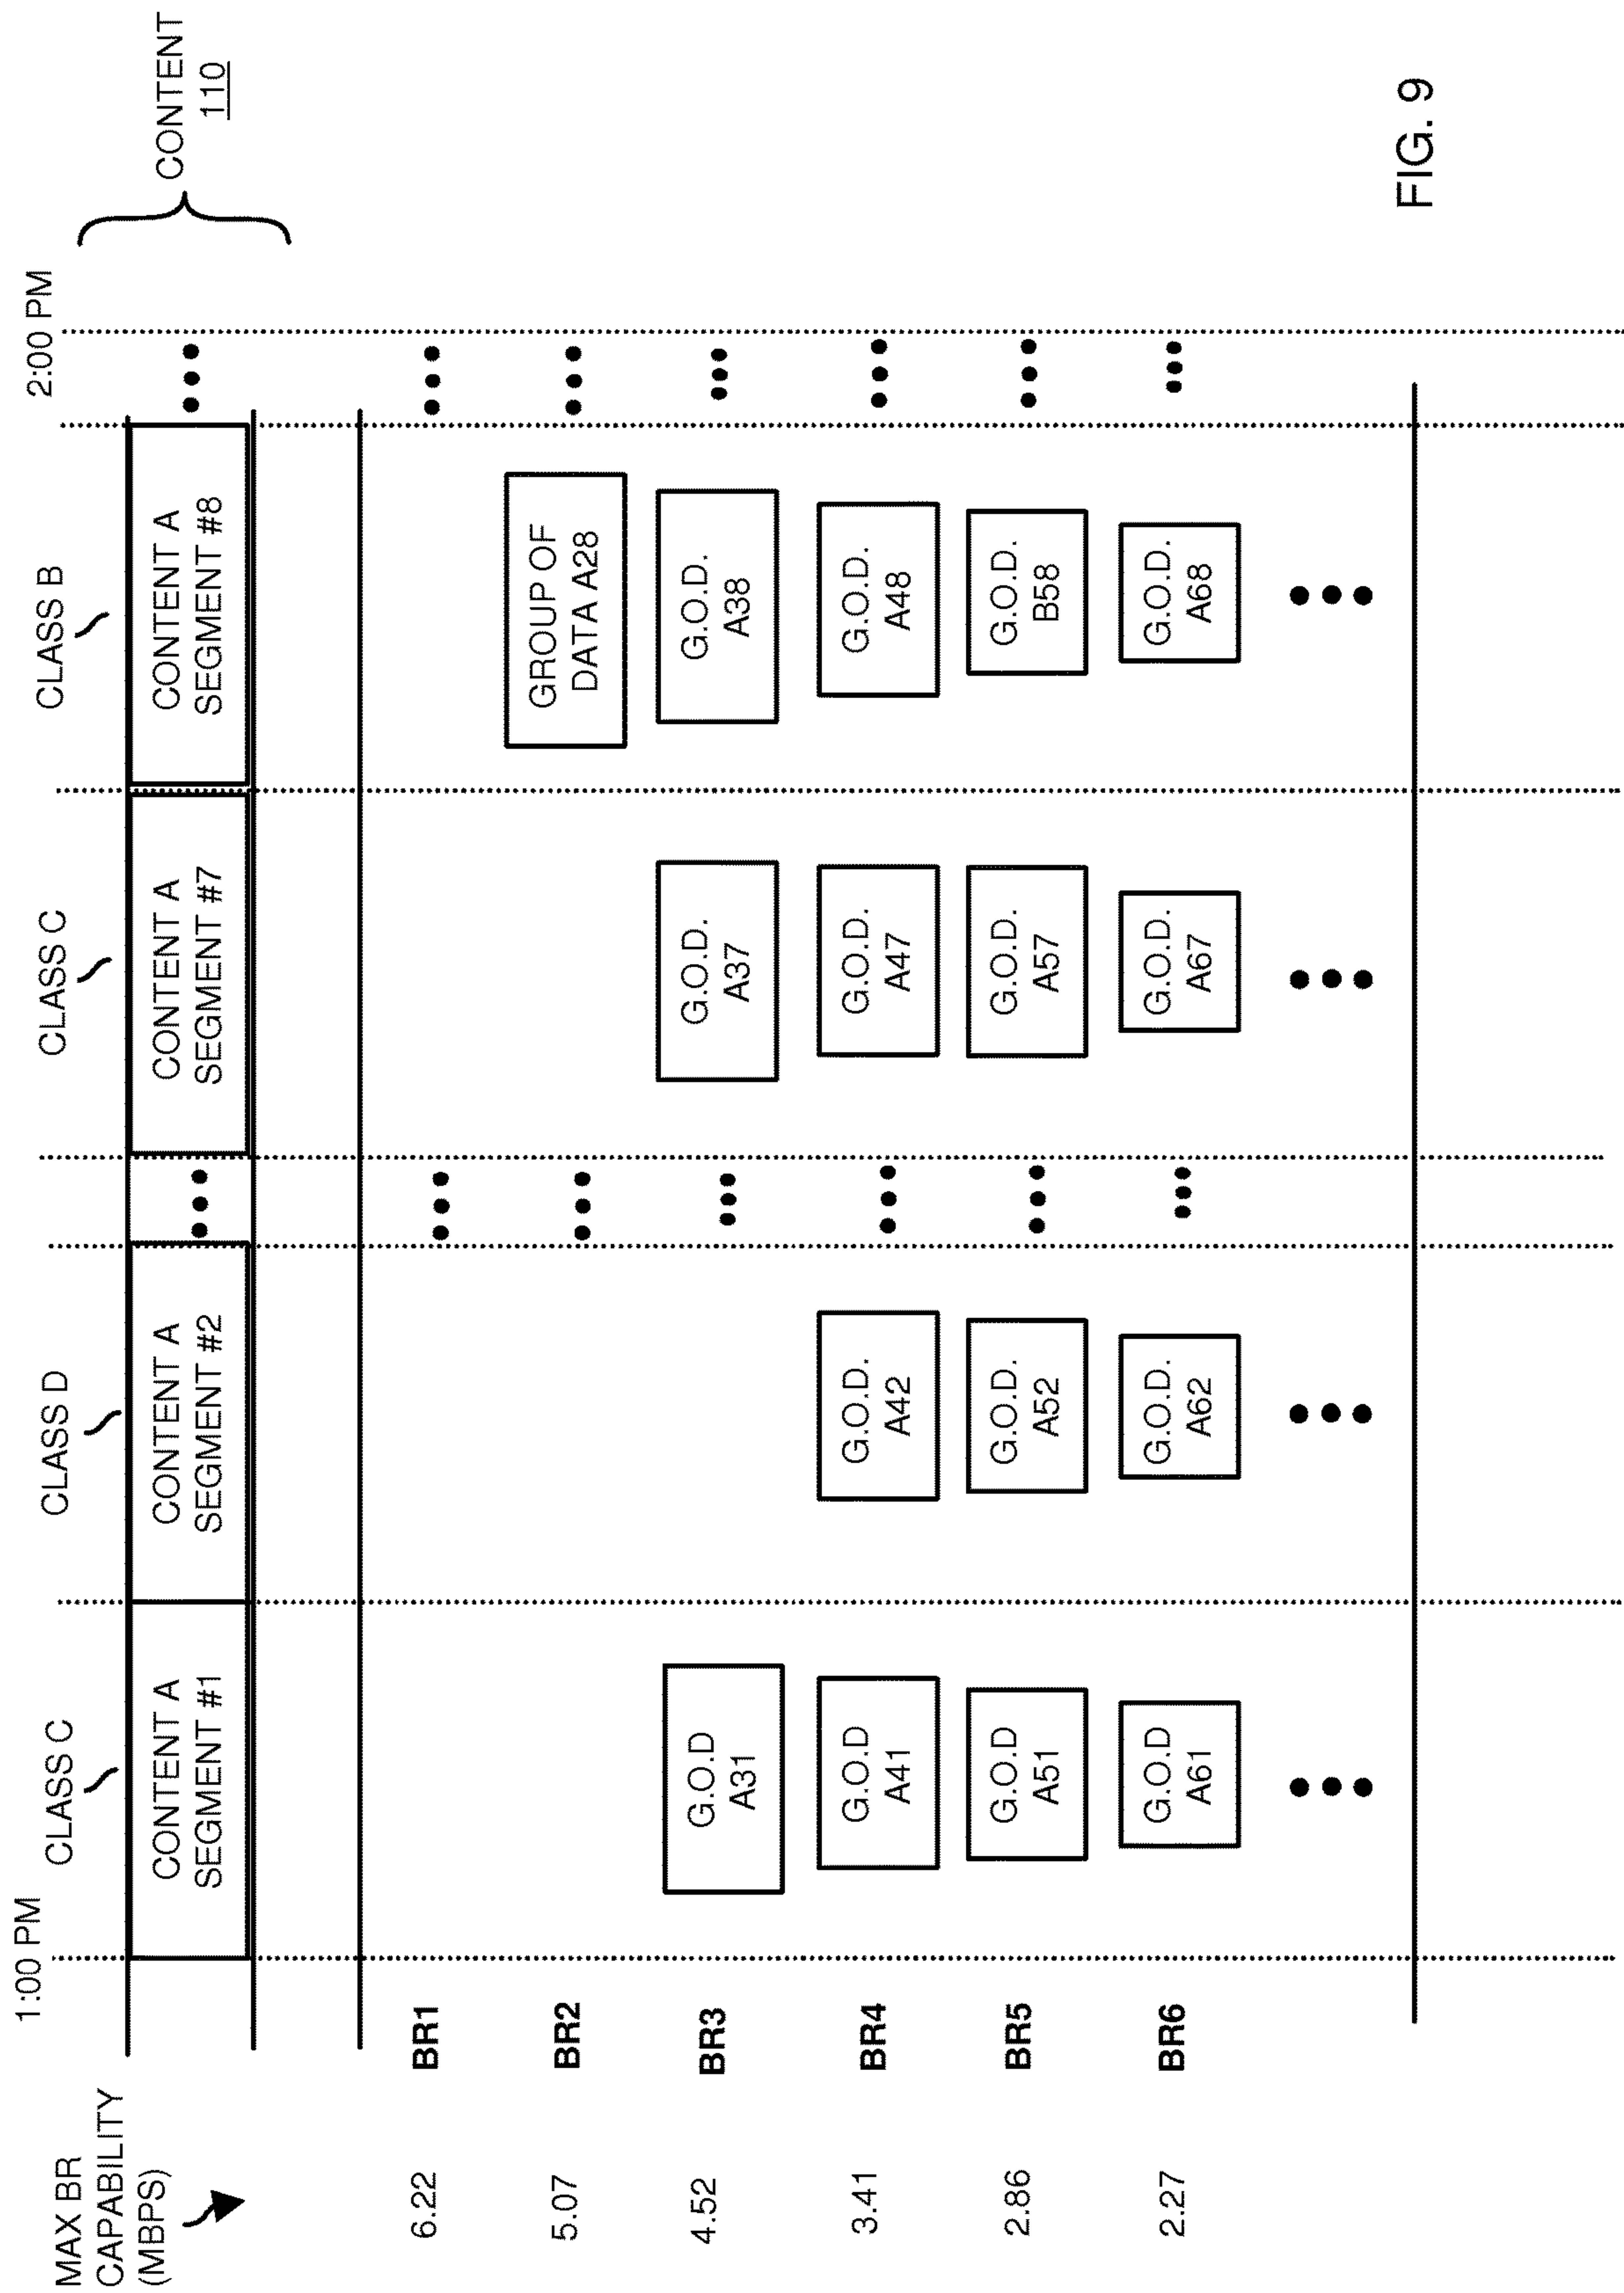 1:00 PM
2:00 PM
CLASS C
CLASS D
CLASS C
CLASS B
MAX BR
CAPABILITY
(MBPS)
CONTENT A
SEGMENT #1
CONTENT A
SEGMENT #2
CONTENT A
SEGMENT #7
CONTENT A
SEGMENT #8
CONTENT
110
6.22
BR1
5.07
BR2
GROUP OF
DATA A28
4.52
BR3
G.O.D
A31
G.O.D.
A37
G.O.D.
A38
3.41
BR4
G.O.D
A41
G.O.D.
A42
G.O.D.
A47
G.O.D.
A48
2.86
BR5
G.O.D
A51
G.O.D.
A52
G.O.D.
A57
G.O.D.
B58
2.27
BR6
G.O.D
A61
G.O.D.
A62
G.O.D.
A67
G.O.D.
A68
FIG. 9